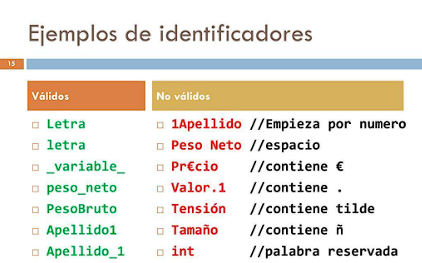 Ejemplos de identificadores
15
Válidos
No válidos
Letra
letra
_variable_
peso_neto
PesoBruto
Apellido1
Apellido_1
1Apellido //Empieza por numero
Peso Neto //espacio
Pr€cio //contiene €
Valor.1 //contiene .
Tensión //contiene tilde
Tamaño //contiene ñ
int //palabra reservada